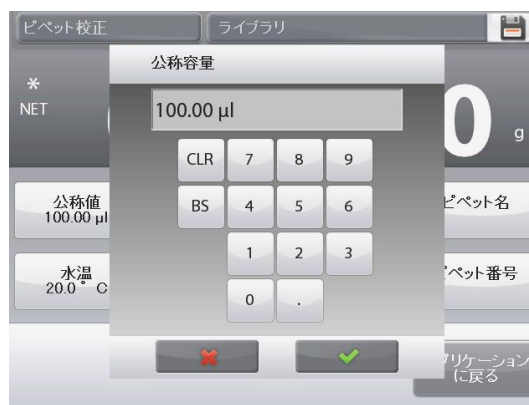 ピペット校正
ライブラリ
公称容量
*
NET
100.00 µl
0
g
CLR 7 8 9
BS 4 5 6
1 2 3
0 .
公称値
100.00 µl
ピペット名
水温
20.0 ° C
ペット番号
プリケーション
に戻る